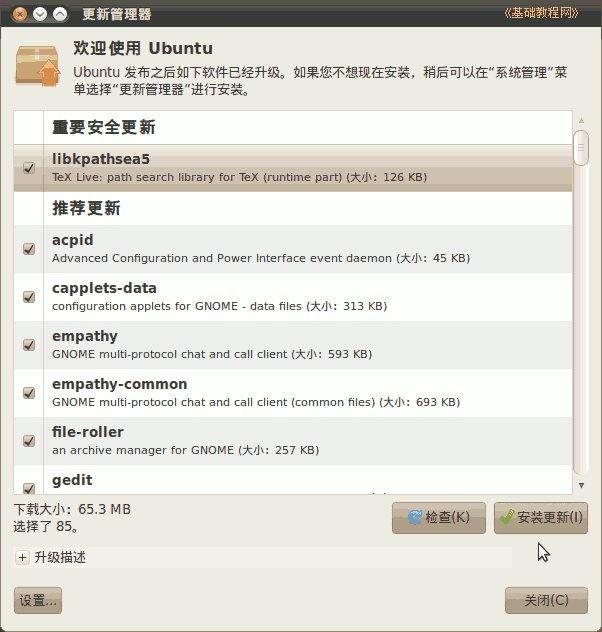 更新管理器
《基础教程网》
欢迎使用 Ubuntu
Ubuntu 发布之后如下软件已经升级。如果您不想现在安装，稍后可以在“系统管理”菜
单选择“更新管理器”进行安装。
重要安全更新
libkpathsea5
TeX Live: path search library for TeX (runtime part) (大小：126 KB)
推荐更新
acpid
Advanced Configuration and Power Interface event daemon (大小：45 KB)
capplets-data
configuration applets for GNOME - data files (大小：313 KB)
empathy
GNOME multi-protocol chat and call client (大小：593 KB)
empathy-common
GNOME multi-protocol chat and call client (common files) (大小：693 KB)
file-roller
an archive manager for GNOME (大小：257 KB)
gedit
下载大小：65.3 MB
选择了 85。
检查(K)
安装更新(I)
升级描述
设置...
关闭(C)